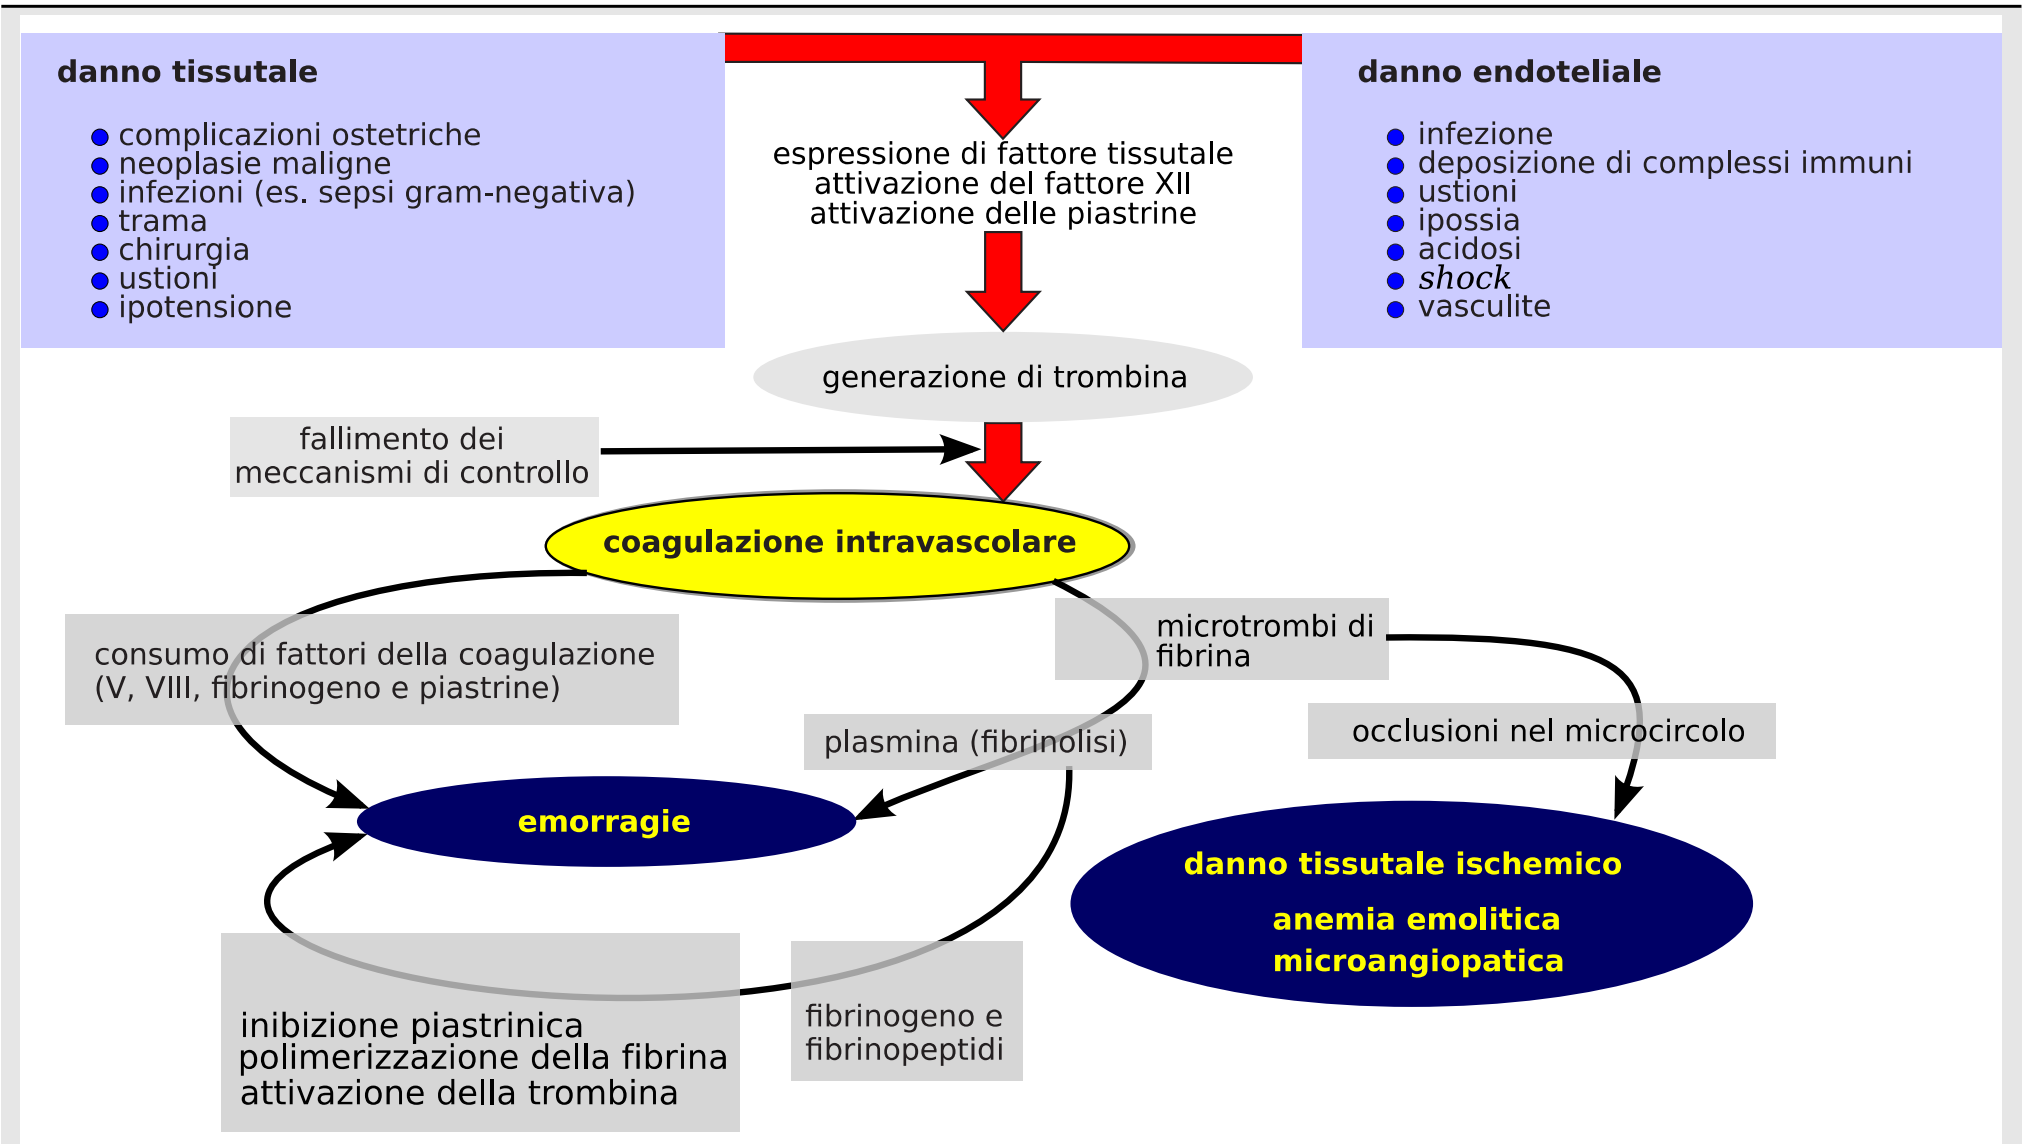 danno tissutale
complicazioni ostetriche
neoplasie maligne
infezioni (es. sepsi gram-negativa)
trama
chirurgia
ustioni
ipotensione
espressione di fattore tissutale
attivazione del fattore XII
attivazione delle piastrine
danno endoteliale
infezione
deposizione di complessi immuni
ustioni
ipossia
acidosi
shock
vasculite
generazione di trombina
fallimento dei
meccanismi di controllo
coagulazione intravascolare
consumo di fattori della coagulazione
(V, VIII, fibrinogeno e piastrine)
microtrombi di
fibrina
plasmina (fibrinolisi)
occlusioni nel microcircolo
emorragie
danno tissutale ischemico
anemia emolitica
microangiopatica
inibizione piastrinica
polimerizzazione della fibrina
attivazione della trombina
fibrinogeno e
fibrinopeptidi